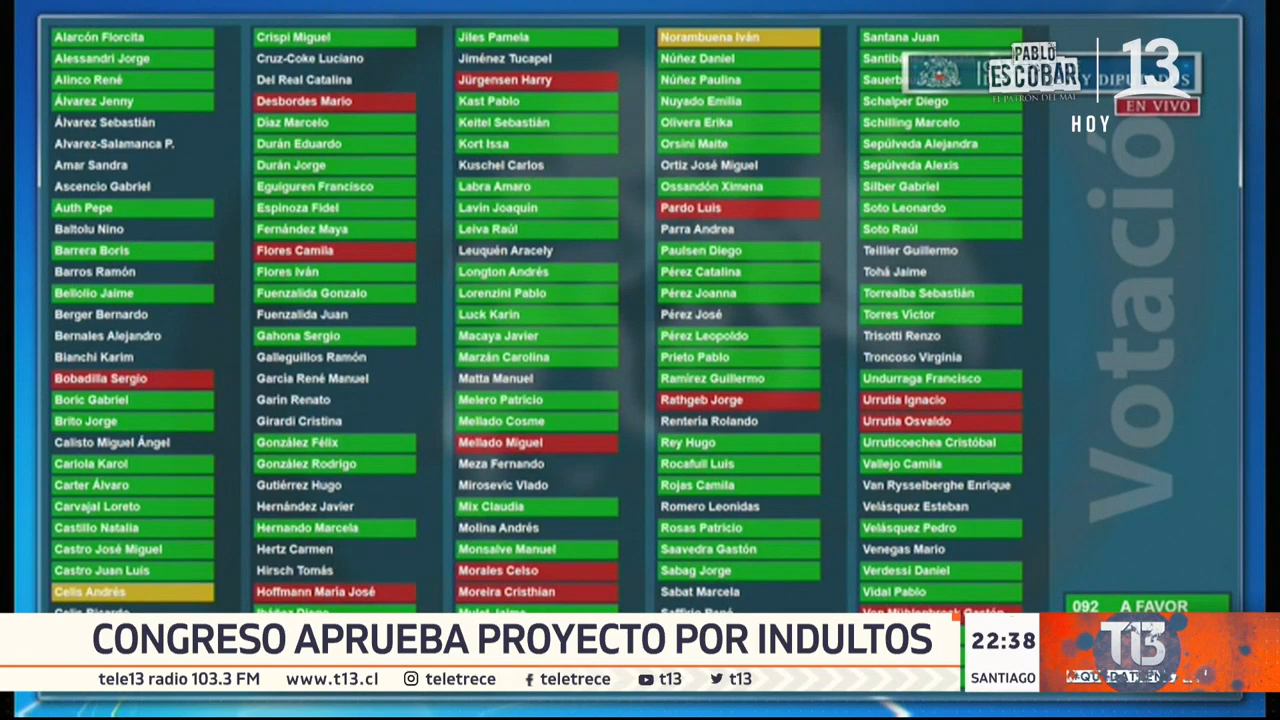 Alarcón Florcita
Alessandri Jorge
Alinco René
Álvarez Jenny
Álvarez Sebastián
Alvarez-Salamanca P.
Amar Sandra
Ascencio Gabriel
Auth Pepe
Baltolu Nino
Barrera Boris
Barros Ramón
Bellolio Jaime
Berger Bernardo
Bernales Alejandro
Bianchi Karim
Bobadilla Sergio
Boric Gabriel
Brito Jorge
Calisto Miguel Ángel
Cariola Karol
Carter Álvaro
Carvajal Loreto
Castillo Natalia
Castro José Miguel
Castro Juan Luis
Celis Andrés
Celis Ricardo
Crispi Miguel
Cruz-Coke Luciano
Del Real Catalina
Desbordes Mario
Díaz Marcelo
Durán Eduardo
Durán Jorge
Eguiguren Francisco
Espinoza Fidel
Fernández Maya
Flores Camila
Flores Iván
Fuenzalida Gonzalo
Fuenzalida Juan
Gahona Sergio
Galleguillos Ramón
García René Manuel
Garín Renato
Girardi Cristina
González Félix
González Rodrigo
Gutiérrez Hugo
Hernández Javier
Hernando Marcela
Hertz Carmen
Hirsch Tomás
Hoffmann María José
Ibáñez Diego
Jiles Pamela
Jiménez Tucapel
Jürgensen Harry
Kast Pablo
Keitel Sebastián
Kort Issa
Kuschel Carlos
Labra Amaro
Lavín Joaquín
Leiva Raúl
Leuquén Aracely
Longton Andrés
Lorenzini Pablo
Luck Karin
Macaya Javier
Marzán Carolina
Matta Manuel
Melero Patricio
Mellado Cosme
Mellado Miguel
Meza Fernando
Mirosevic Vlado
Mix Claudia
Molina Andrés
Monsalve Manuel
Morales Celso
Moreira Cristhian
Mulet Jaime
Norambuena Iván
Núñez Daniel
Núñez Paulina
Nuyado Emilia
Olivera Erika
Orsini Maite
Ortiz José Miguel
Ossandón Ximena
Pardo Luis
Parra Andrea
Paulsen Diego
Pérez Catalina
Pérez Joanna
Pérez José
Pérez Leopoldo
Prieto Pablo
Ramírez Guillermo
Rathgeb Jorge
Rentería Rolando
Rey Hugo
Rocafull Luis
Rojas Camila
Romero Leonidas
Rosas Patricio
Saavedra Gastón
Sabag Jorge
Sabat Marcela
Saffirio René
Santana Juan
Santibá
Sauerb
Schalper Diego
Schilling Marcelo
Sepúlveda Alejandra
Sepúlveda Alexis
Silber Gabriel
Soto Leonardo
Soto Raúl
Teillier Guillermo
Tohá Jaime
Torrealba Sebastián
Torres Víctor
Trisotti Renzo
Troncoso Virginia
Undurraga Francisco
Urrutia Ignacio
Urrutia Osvaldo
Urruticoechea Cristóbal
Vallejo Camila
Van Rysselberghe Enrique
Velásquez Esteban
Velásquez Pedro
Venegas Mario
Verdessi Daniel
Vidal Pablo
Von Mühlenbrock Gastón
Votació
092 A FAVOR
PABLO
ESCOBAR
EL PATRÓN DEL MAL
HOY
13
EN VIVO
Y DIPUTADOS
CONGRESO APRUEBA PROYECTO POR INDULTOS
tele13 radio 103.3 FM www.t13.cl teletrece teletrece t13 t13
22:38
SANTIAGO
T13